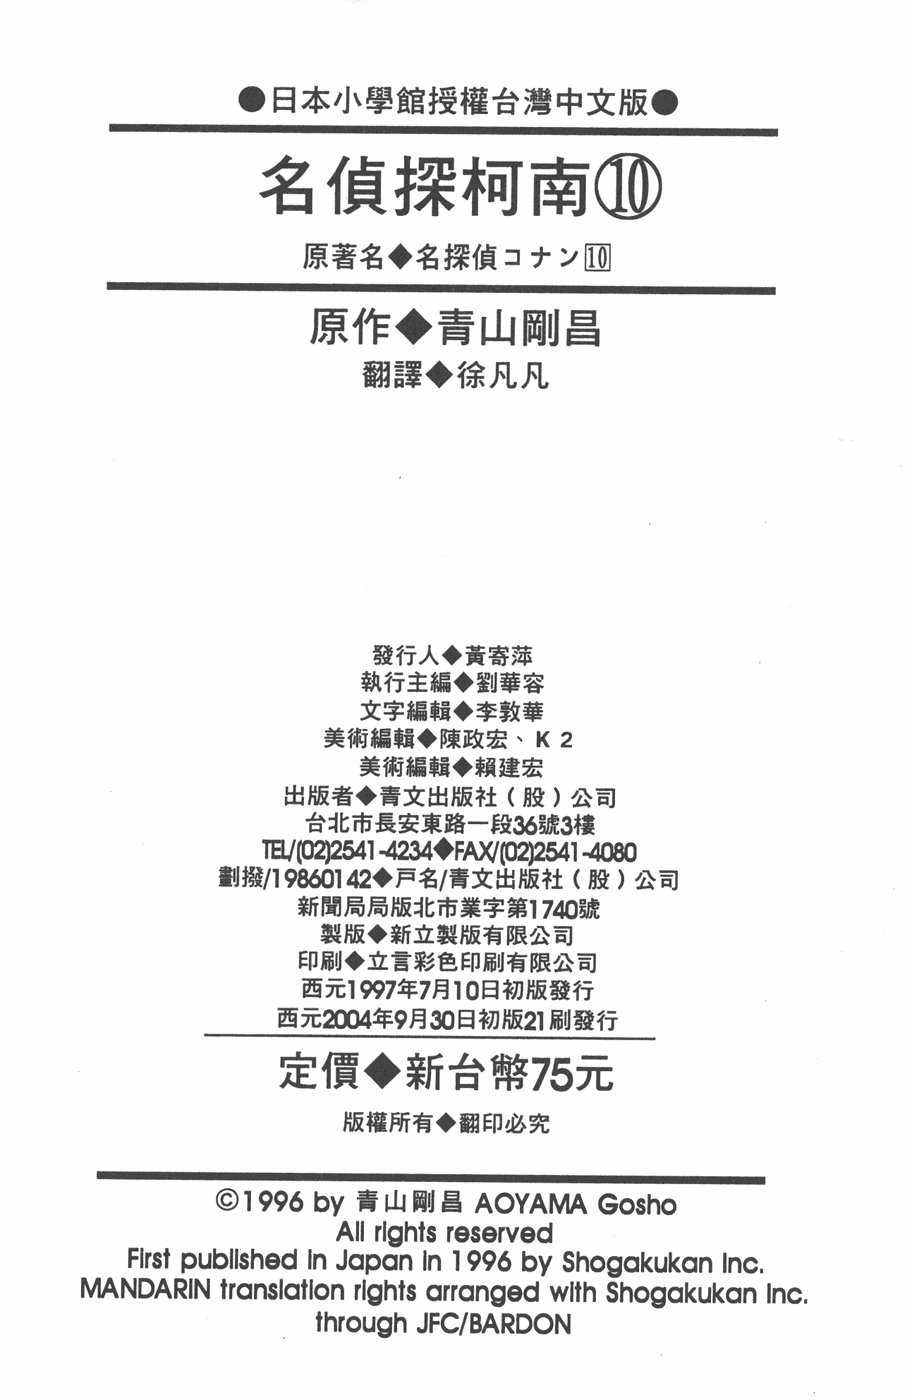 ●日本小學館授權台灣中文版●
名偵探柯南⑩
原著名◆名探偵コナン10
原作◆青山剛昌
翻譯◆徐凡凡
發行人◆黃寄萍
執行主編◆劉華容
文字編輯◆李敦華
美術編輯◆陳政宏、K 2
美術編輯◆賴建宏
出版者◆青文出版社(股)公司
台北市長安東路一段36號3樓
TEL/(02)2541-4234◆FAX/(02)2541-4080
劃撥/19860142◆戶名/青文出版社(股)公司
新聞局局版北市業字第1740號
製版◆新立製版有限公司
印刷◆立言彩色印刷有限公司
西元1997年7月10日初版發行
西元2004年9月30日初版21刷發行
定價◆新台幣75元
版權所有◆翻印必究
©1996 by 青山剛昌 AOYAMA Gosho
All rights reserved
First published in Japan in 1996 by Shogakukan Inc.
MANDARIN translation rights arranged with Shogakukan Inc.
through JFC/BARDON